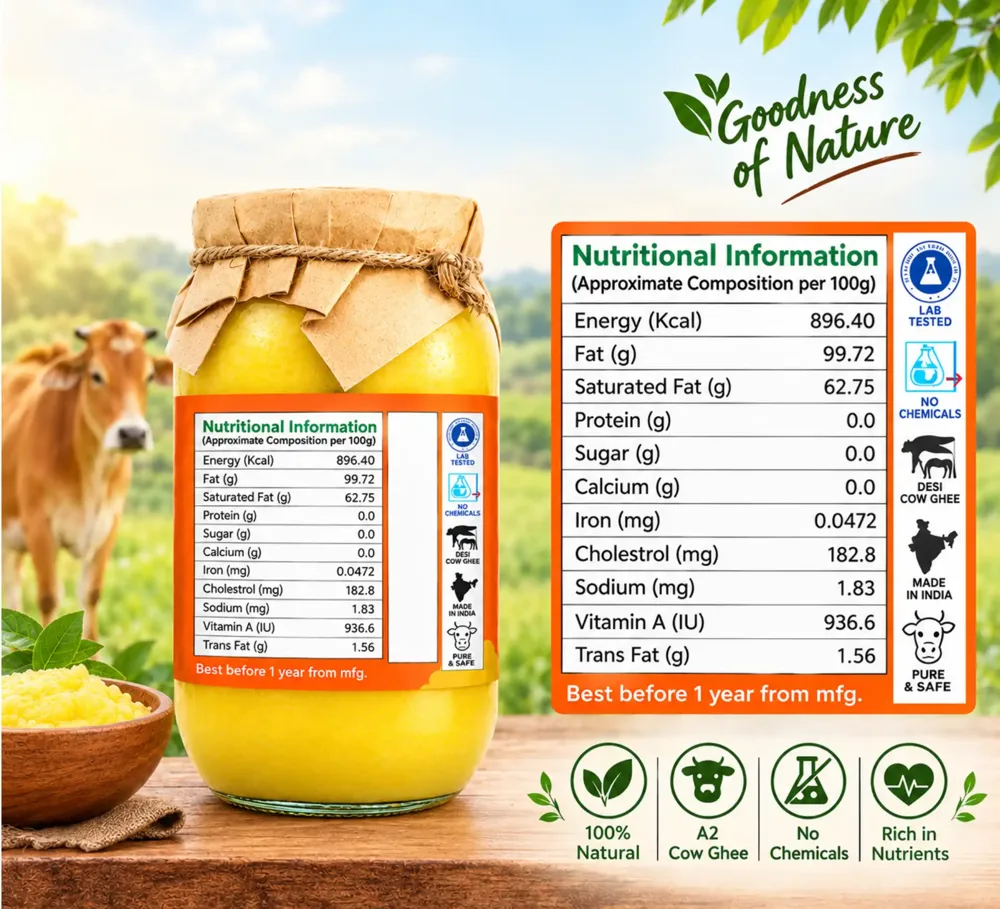 Goodness
of Nature
Nutritional Information
(Approximate Composition per 100g)
Energy (Kcal) 896.40
Fat (g) 99.72
Saturated Fat (g) 62.75
Protein (g) 0.0
Sugar (g) 0.0
Calcium (g) 0.0
Iron (mg) 0.0472
Cholestrol (mg) 182.8
Sodium (mg) 1.83
Vitamin A (IU) 936.6
Trans Fat (g) 1.56
Best before 1 year from mfg.
LAB
TESTED
NO
CHEMICALS
DESI
COW GHEE
MADE
IN INDIA
PURE
& SAFE
Nutritional Information
(Approximate Composition per 100g)
Energy (Kcal) 896.40
Fat (g) 99.72
Saturated Fat (g) 62.75
Protein (g) 0.0
Sugar (g) 0.0
Calcium (g) 0.0
Iron (mg) 0.0472
Cholestrol (mg) 182.8
Sodium (mg) 1.83
Vitamin A (IU) 936.6
Trans Fat (g) 1.56
Best before 1 year from mfg.
LAB
TESTED
NO
CHEMICALS
DESI
COW GHEE
MADE
IN INDIA
PURE
& SAFE
100%
Natural
A2
Cow Ghee
No
Chemicals
Rich in
Nutrients